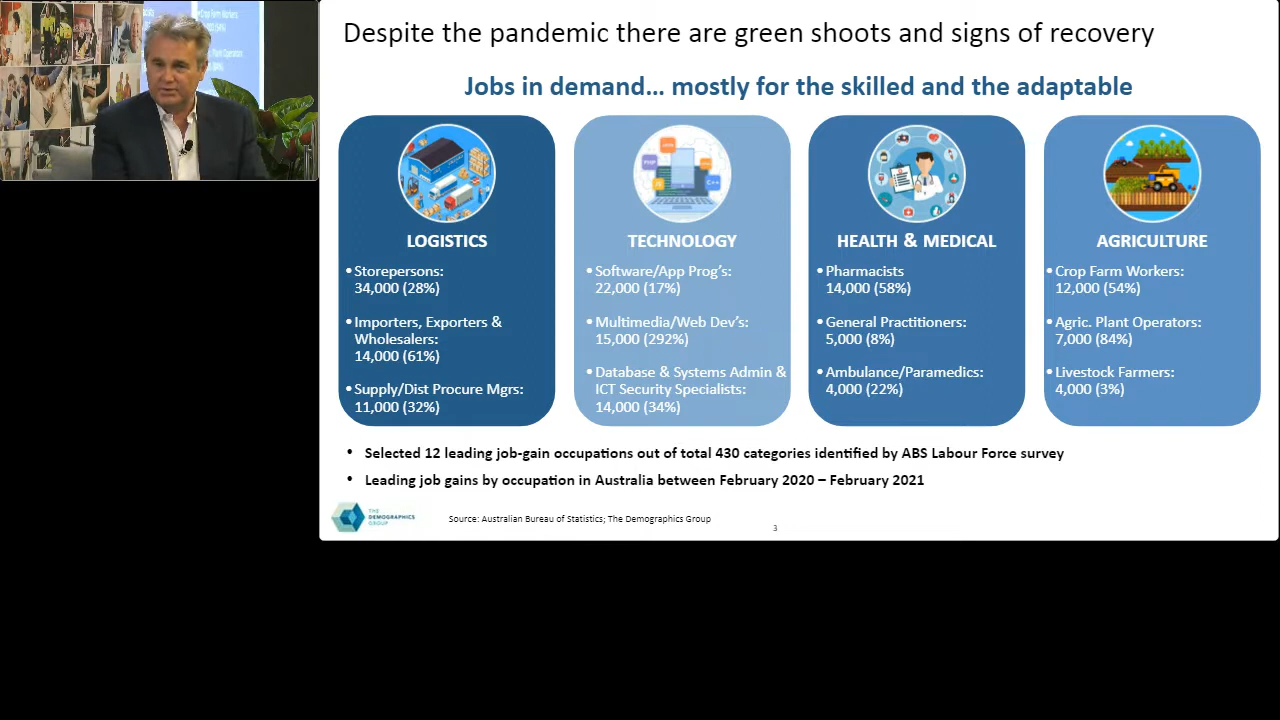 Despite the pandemic there are green shoots and signs of recovery
Jobs in demand... mostly for the skilled and the adaptable
LOGISTICS
• Storepersons:
34,000 (28%)
• Importers, Exporters &
Wholesalers:
14,000 (61%)
• Supply/Dist Procure Mgrs:
11,000 (32%)
PHP
C++
TECHNOLOGY
• Software/App Prog's:
22,000 (17%)
• Multimedia/Web Dev's:
15,000 (292%)
• Database & Systems Admin &
ICT Security Specialists:
14,000 (34%)
HEALTH & MEDICAL
• Pharmacists
14,000 (58%)
• General Practitioners:
5,000 (8%)
• Ambulance/Paramedics:
4,000 (22%)
AGRICULTURE
• Crop Farm Workers:
12,000 (54%)
• Agric. Plant Operators:
7,000 (84%)
• Livestock Farmers:
4,000 (3%)
• Selected 12 leading job-gain occupations out of total 430 categories identified by ABS Labour Force survey
• Leading job gains by occupation in Australia between February 2020 – February 2021
THE
DEMOGRAPHICS
GROUP
Source: Australian Bureau of Statistics; The Demographics Group
3